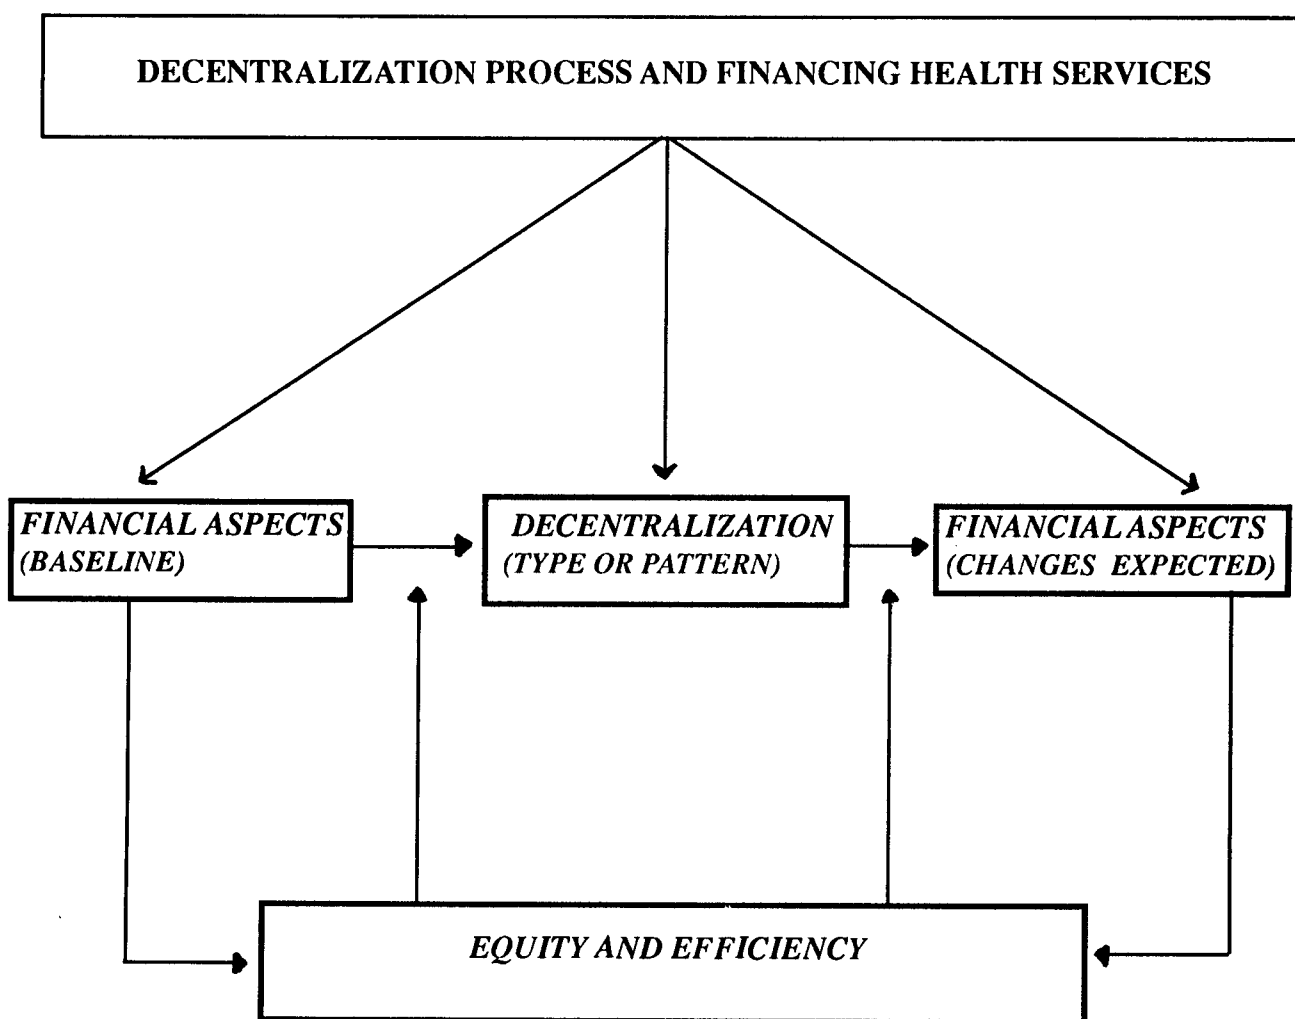 DECENTRALIZATION PROCESS AND FINANCING HEALTH SERVICES
FINANCIAL ASPECTS
(BASELINE)
DECENTRALIZATION
(TYPE OR PATTERN)
FINANCIAL ASPECTS
(CHANGES EXPECTED)
EQUITY AND EFFICIENCY